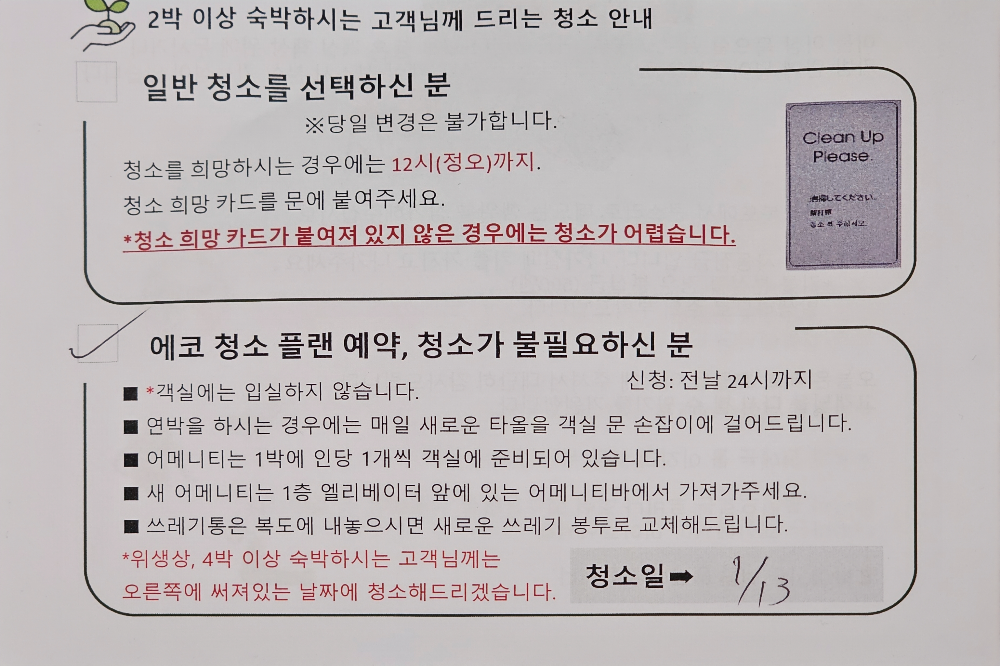 2박 이상 숙박하시는 고객님께 드리는 청소 안내
일반 청소를 선택하신 분
※당일 변경은 불가합니다.
청소를 희망하시는 경우에는 12시(정오)까지.
청소 희망 카드를 문에 붙여주세요.
*청소 희망 카드가 붙여져 있지 않은 경우에는 청소가 어렵습니다.
Clean Up
Please.
에코 청소 플랜 예약, 청소가 불필요하신 분
신청: 전날 24시까지
■ *객실에는 입실하지 않습니다.
■ 연박을 하시는 경우에는 매일 새로운 타올을 객실 문 손잡이에 걸어드립니다.
■ 어메니티는 1박에 인당 1개씩 객실에 준비되어 있습니다.
■ 새 어메니티는 1층 엘리베이터 앞에 있는 어메니티바에서 가져가주세요.
■ 쓰레기통은 복도에 내놓으시면 새로운 쓰레기 봉투로 교체해드립니다.
*위생상, 4박 이상 숙박하시는 고객님께는
오른쪽에 써져있는 날짜에 청소해드리겠습니다.
청소일➡ 1/13